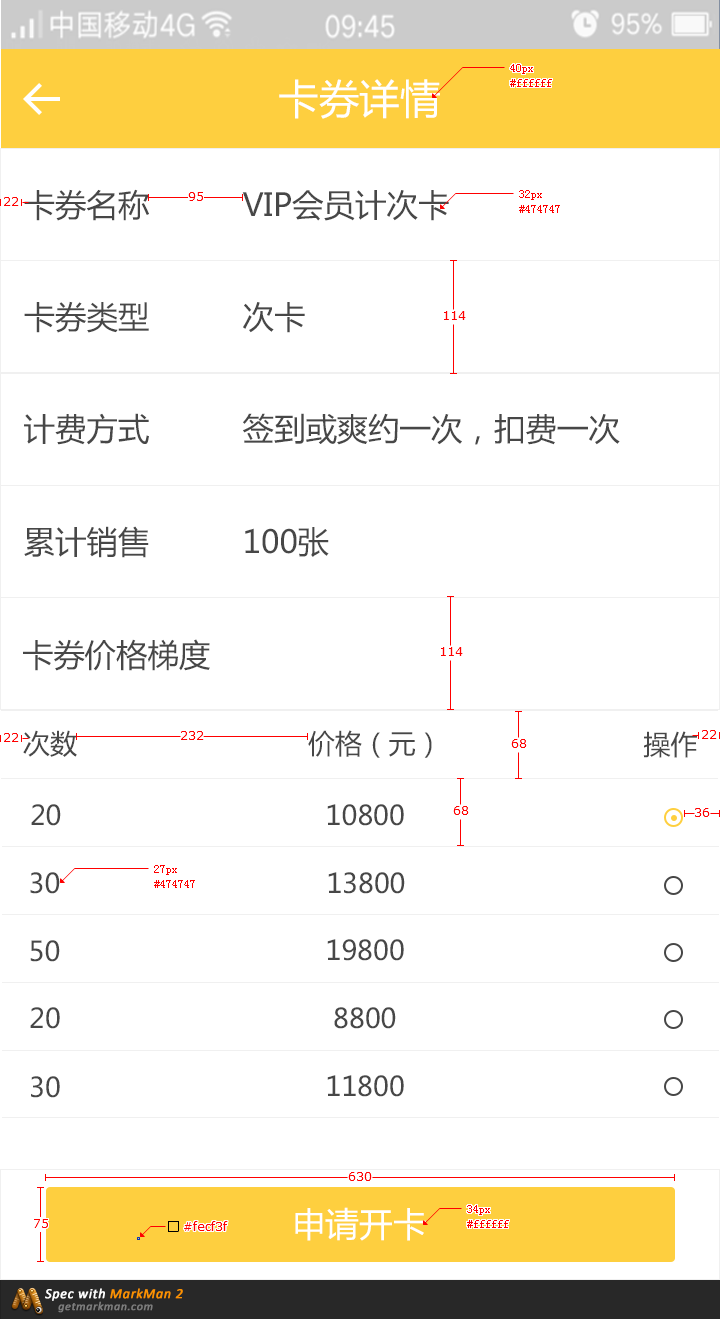 中国移动4G 09:45 95%
卡券详情 40px
#ffffff
22 卡券名称 95 VIP会员计次卡 32px
#474747
卡券类型 次卡 114
计费方式 签到或爽约一次，扣费一次
累计销售 100张
卡券价格梯度 114
22 次数 232 价格（元） 68 操作 22
20 10800 68 36
30 27px 13800
#474747
50 19800
20 8800
30 11800
630
75 #fecf3f 申请开卡 34px
#ffffff
Spec with MarkMan 2
getmarkman.com